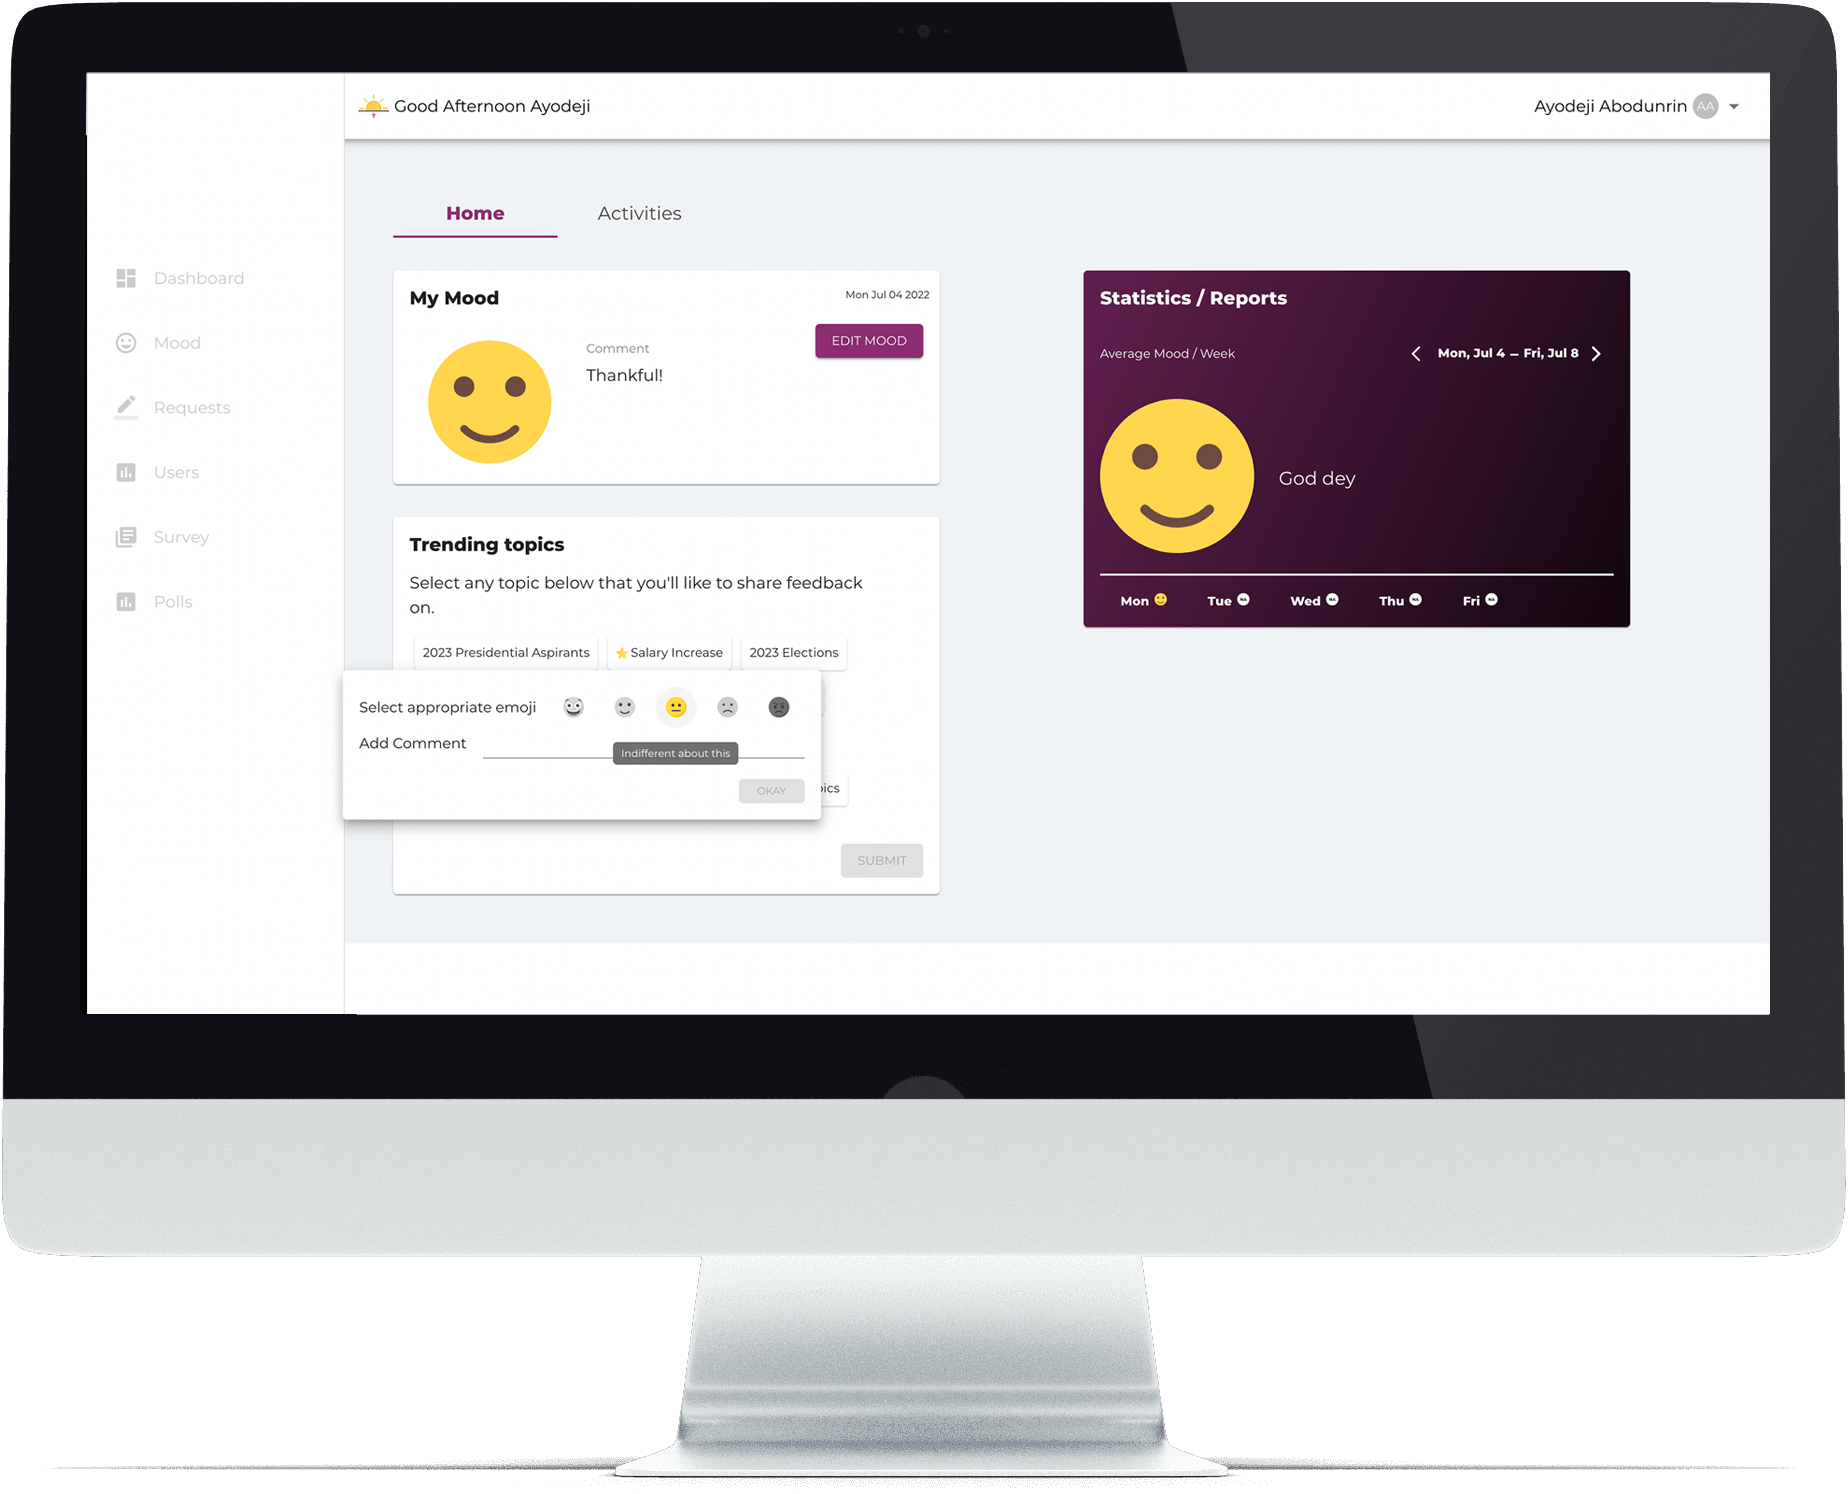 Good Afternoon Ayodeji
Ayodeji Abodunrin AA
Dashboard
Mood
Requests
Users
Survey
Polls
Home Activities
My Mood
Mon Jul 04 2022
EDIT MOOD
Comment
Thankful!
Trending topics
Select any topic below that you'll like to share feedback
on.
2023 Presidential Aspirants
Salary Increase
2023 Elections
Select appropriate emoji
Add Comment
Indifferent about this
OKAY
SUBMIT
Statistics / Reports
Average Mood / Week
Mon, Jul 4 – Fri, Jul 8
God dey
Mon Tue Wed Thu Fri